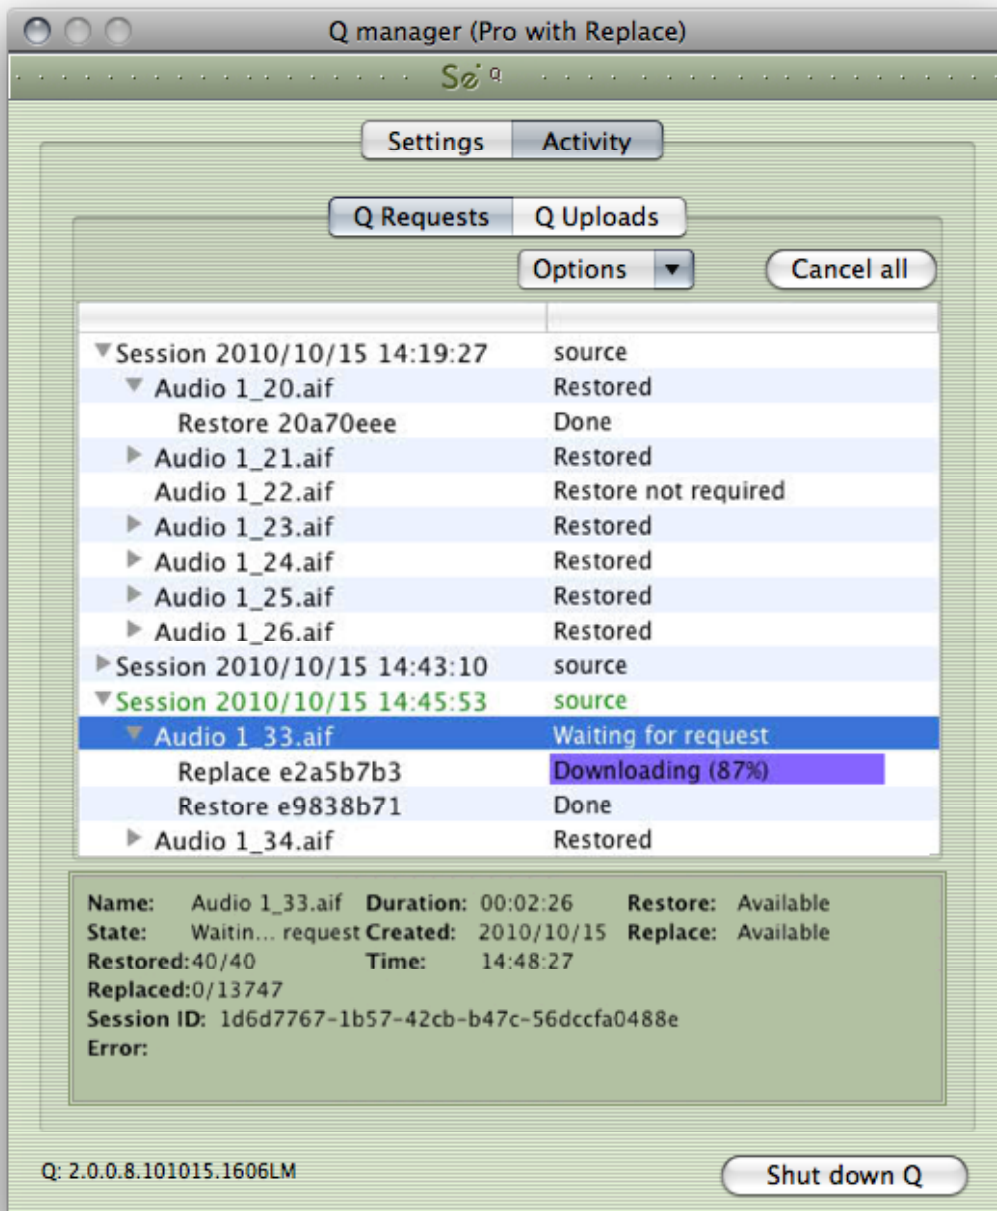 Q manager (Pro with Replace)
Q
Settings Activity
Q Requests Q Uploads
Options Cancel all
Session 2010/10/15 14:19:27 source
Audio 1_20.aif Restored
Restore 20a70eee Done
Audio 1_21.aif Restored
Audio 1_22.aif Restore not required
Audio 1_23.aif Restored
Audio 1_24.aif Restored
Audio 1_25.aif Restored
Audio 1_26.aif Restored
Session 2010/10/15 14:43:10 source
Session 2010/10/15 14:45:53 source
Audio 1_33.aif Waiting for request
Replace e2a5b7b3 Downloading (87%)
Restore e9838b71 Done
Audio 1_34.aif Restored
Name: Audio 1_33.aif Duration: 00:02:26 Restore: Available
State: Waitin... request Created: 2010/10/15 Replace: Available
Restored:40/40 Time: 14:48:27
Replaced:0/13747
Session ID: 1d6d7767-1b57-42cb-b47c-56dccfa0488e
Error:
Q: 2.0.0.8.101015.1606LM Shut down Q